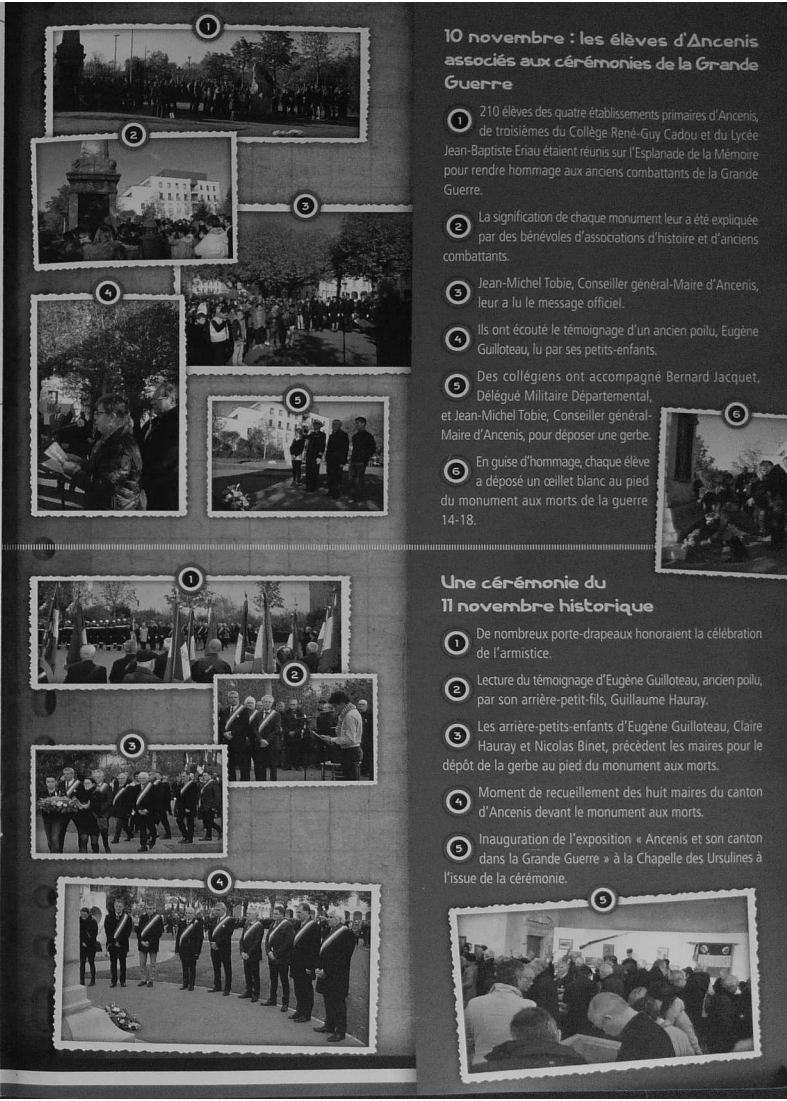 10 novembre : les élèves d'Ancenis
associés aux cérémonies de la Grande
Guerre
1 210 élèves des quatre établissements primaires d'Ancenis,
de troisièmes du Collège René-Guy Cadou et du Lycée
Jean-Baptiste Eriau étaient réunis sur l'Esplanade de la Mémoire
pour rendre hommage aux anciens combattants de la Grande
Guerre.
2 La signification de chaque monument leur a été expliquée
par des bénévoles d'associations d'histoire et d'anciens
combattants.
3 Jean-Michel Tobie, Conseiller général-Maire d'Ancenis,
leur a lu le message officiel.
4 Ils ont écouté le témoignage d'un ancien poilu, Eugène
Guilloteau, lu par ses petits-enfants.
5 Des collégiens ont accompagné Bernard Jacquet,
Délégué Militaire Départemental,
et Jean-Michel Tobie, Conseiller général-
Maire d'Ancenis, pour déposer une gerbe.
6 En guise d'hommage, chaque élève
a déposé un œillet blanc au pied
du monument aux morts de la guerre
14-18.
1
2
3
4
5
6
Une cérémonie du
11 novembre historique
1 De nombreux porte-drapeaux honoraient la célébration
de l'armistice.
2 Lecture du témoignage d'Eugène Guilloteau, ancien poilu,
par son arrière-petit-fils, Guillaume Hauray.
3 Les arrière-petits-enfants d'Eugène Guilloteau, Claire
Hauray et Nicolas Binet, précèdent les maires pour le
dépôt de la gerbe au pied du monument aux morts.
4 Moment de recueillement des huit maires du canton
d'Ancenis devant le monument aux morts.
5 Inauguration de l'exposition « Ancenis et son canton
dans la Grande Guerre » à la Chapelle des Ursulines à
l'issue de la cérémonie.
1
2
3
4
5